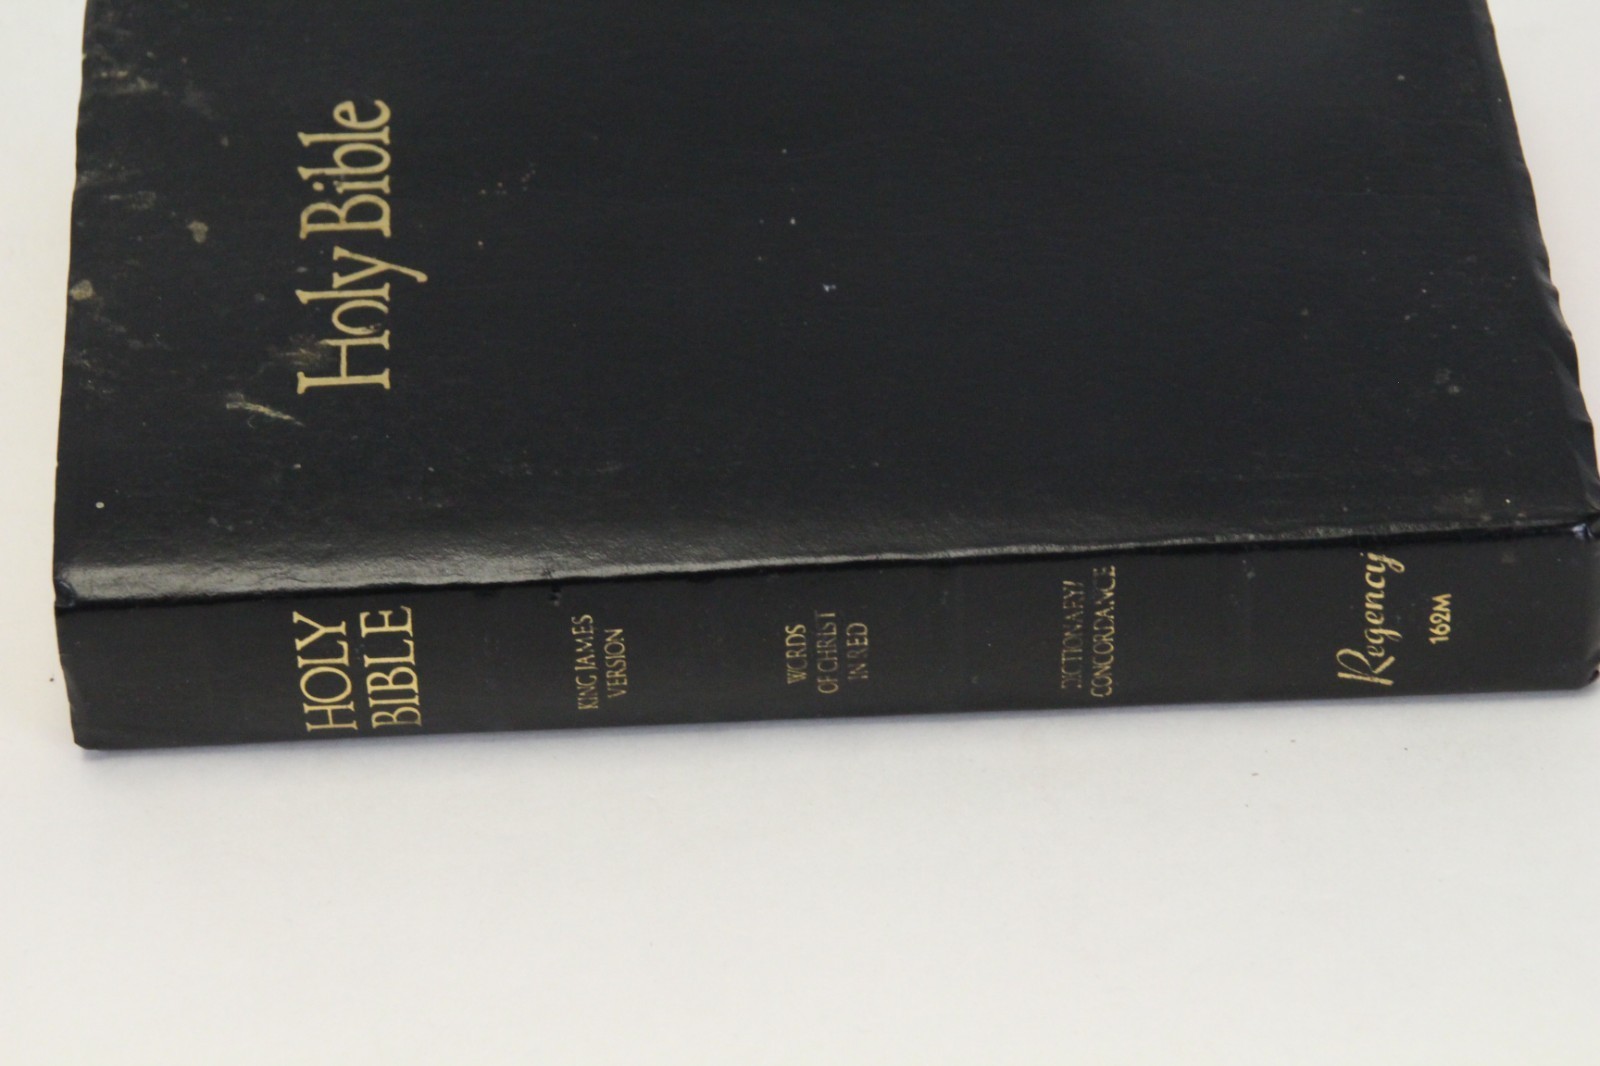 Holy Bible
HOLY
BIBLE
KING JAMES
VERSION
WORDS
OF CHRIST
IN RED
DICTIONARY/
CONCORDANCE
Regency
162M